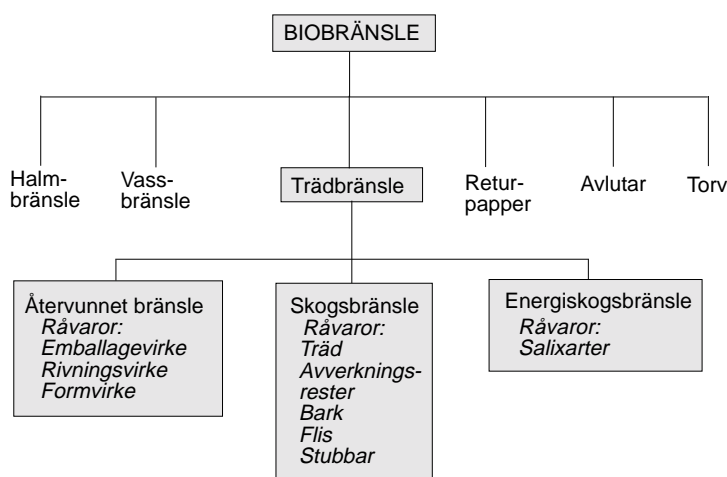 BIOBRÄNSLE
Halm-
bränsle
Vass-
bränsle
Trädbränsle
Retur-
papper
Avlutar
Torv
Återvunnet bränsle
Råvaror:
Emballagevirke
Rivningsvirke
Formvirke
Skogsbränsle
Råvaror:
Träd
Avverknings-
rester
Bark
Flis
Stubbar
Energiskogsbränsle
Råvaror:
Salixarter